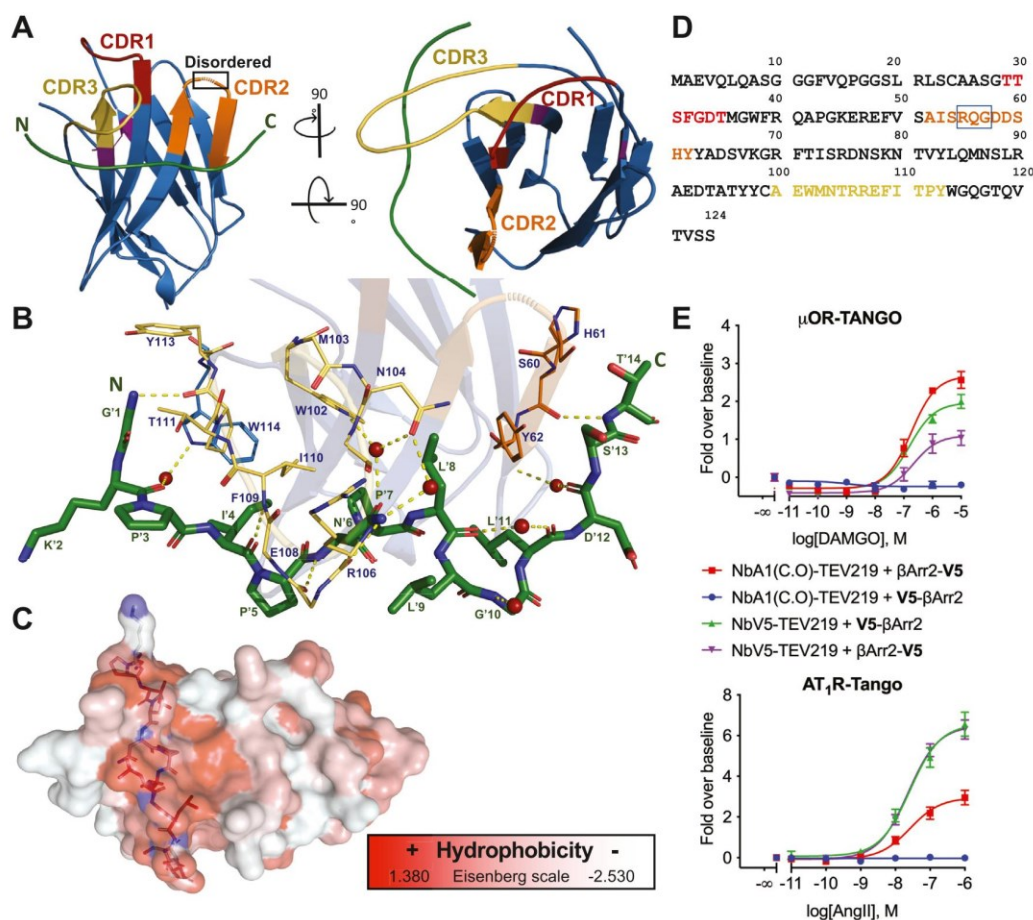 A
CDR1
Disordered
CDR3
CDR2
N
C
90
°
90
°
CDR3
CDR1
CDR2
D
10 20 30
MAEVQLQASG GGFVQPGGSL RLSCAASGTT
40 50 60
SFGDTMGWFR QAPGKEREFV SAISRQGDDS
70 80 90
HYYADSVKGR FTISRDNSKN TVYLQMNSLR
100 110 120
AEDTATYYCA EWMNTRREFI TPYWGQGTQV
124
TVSS
B
Y113
M103
N104
S60
H61
T'14
C
N
W102
G'1
T111
W114
Y62
I110
L'8
S'13
F109
P'7
K'2
P'3
I'4
N'6
L'11
D'12
E108
R106
P'5
L'9
G'10
C
+ Hydrophobicity -
1.380 Eisenberg scale -2.530
E
µOR-TANGO
Fold over baseline
4
3
2
1
0
-∞ -11 -10 -9 -8 -7 -6 -5
log[DAMGO], M
NbA1(C.O)-TEV219 + βArr2-V5
NbA1(C.O)-TEV219 + V5-βArr2
NbV5-TEV219 + V5-βArr2
NbV5-TEV219 + βArr2-V5
AT1R-Tango
Fold over baseline
8
6
4
2
0
-∞ -11 -10 -9 -8 -7 -6
log[AngII], M